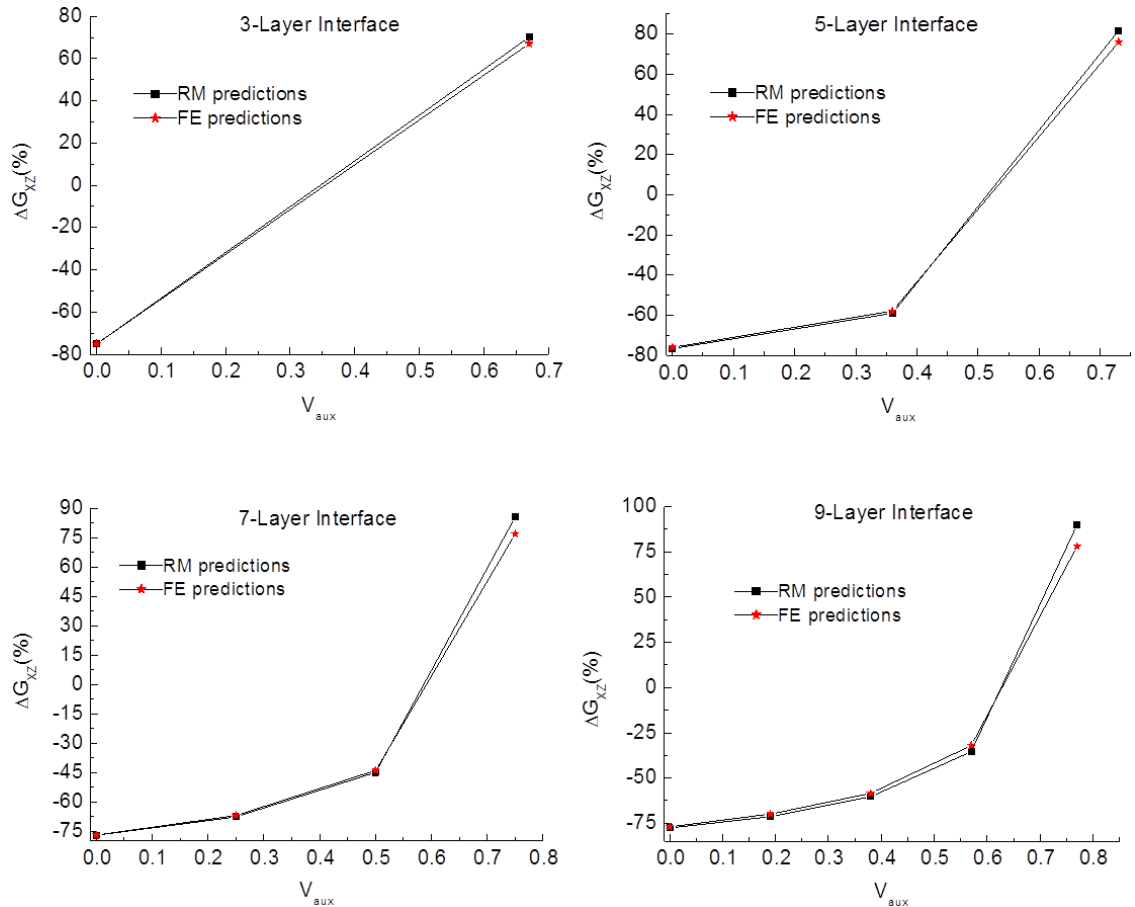 3-Layer Interface
RM predictions
FE predictions
ΔG_XZ(%)
80
60
40
20
0
-20
-40
-60
-80
0.0 0.1 0.2 0.3 0.4 0.5 0.6 0.7
V_aux
5-Layer Interface
RM predictions
FE predictions
ΔG_XZ(%)
80
60
40
20
0
-20
-40
-60
-80
0.0 0.1 0.2 0.3 0.4 0.5 0.6 0.7
V_aux
7-Layer Interface
RM predictions
FE predictions
ΔG_XZ(%)
90
75
60
45
30
15
0
-15
-30
-45
-60
-75
0.0 0.1 0.2 0.3 0.4 0.5 0.6 0.7 0.8
V_aux
9-Layer Interface
RM predictions
FE predictions
ΔG_XZ(%)
100
75
50
25
0
-25
-50
-75
0.0 0.1 0.2 0.3 0.4 0.5 0.6 0.7 0.8
V_aux